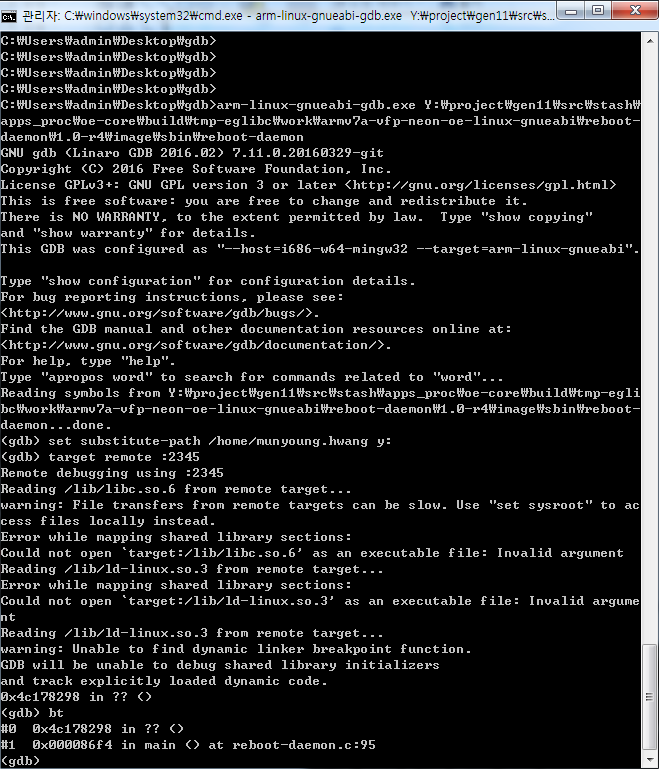 관리자: C:₩windows₩system32₩cmd.exe - arm-linux-gnueabi-gdb.exe  Y:₩project₩gen11₩src₩s...
C:₩Users₩admin₩Desktop₩gdb>
C:₩Users₩admin₩Desktop₩gdb>
C:₩Users₩admin₩Desktop₩gdb>
C:₩Users₩admin₩Desktop₩gdb>
C:₩Users₩admin₩Desktop₩gdb>arm-linux-gnueabi-gdb.exe Y:₩project₩gen11₩src₩stash₩
apps_proc₩oe-core₩build₩tmp-eglibc₩work₩armv7a-vfp-neon-oe-linux-gnueabi₩reboot-
daemon₩1.0-r4₩image₩sbin₩reboot-daemon
GNU gdb (Linaro GDB 2016.02) 7.11.0.20160329-git
Copyright (C) 2016 Free Software Foundation, Inc.
License GPLv3+: GNU GPL version 3 or later <http://gnu.org/licenses/gpl.html>
This is free software: you are free to change and redistribute it.
There is NO WARRANTY, to the extent permitted by law.  Type "show copying"
and "show warranty" for details.
This GDB was configured as "--host=i686-w64-mingw32 --target=arm-linux-gnueabi".
Type "show configuration" for configuration details.
For bug reporting instructions, please see:
<http://www.gnu.org/software/gdb/bugs/>.
Find the GDB manual and other documentation resources online at:
<http://www.gnu.org/software/gdb/documentation/>.
For help, type "help".
Type "apropos word" to search for commands related to "word"...
Reading symbols from Y:₩project₩gen11₩src₩stash₩apps_proc₩oe-core₩build₩tmp-egli
bc₩work₩armv7a-vfp-neon-oe-linux-gnueabi₩reboot-daemon₩1.0-r4₩image₩sbin₩reboot-
daemon...done.
(gdb) set substitute-path /home/munyoung.hwang y:
(gdb) target remote :2345
Remote debugging using :2345
Reading /lib/libc.so.6 from remote target...
warning: File transfers from remote targets can be slow. Use "set sysroot" to ac
cess files locally instead.
Error while mapping shared library sections:
Could not open `target:/lib/libc.so.6' as an executable file: Invalid argument
Reading /lib/ld-linux.so.3 from remote target...
Error while mapping shared library sections:
Could not open `target:/lib/ld-linux.so.3' as an executable file: Invalid argume
nt
Reading /lib/ld-linux.so.3 from remote target...
warning: Unable to find dynamic linker breakpoint function.
GDB will be unable to debug shared library initializers
and track explicitly loaded dynamic code.
0x4c178298 in ?? ()
(gdb) bt
#0  0x4c178298 in ?? ()
#1  0x000086f4 in main () at reboot-daemon.c:95
(gdb)